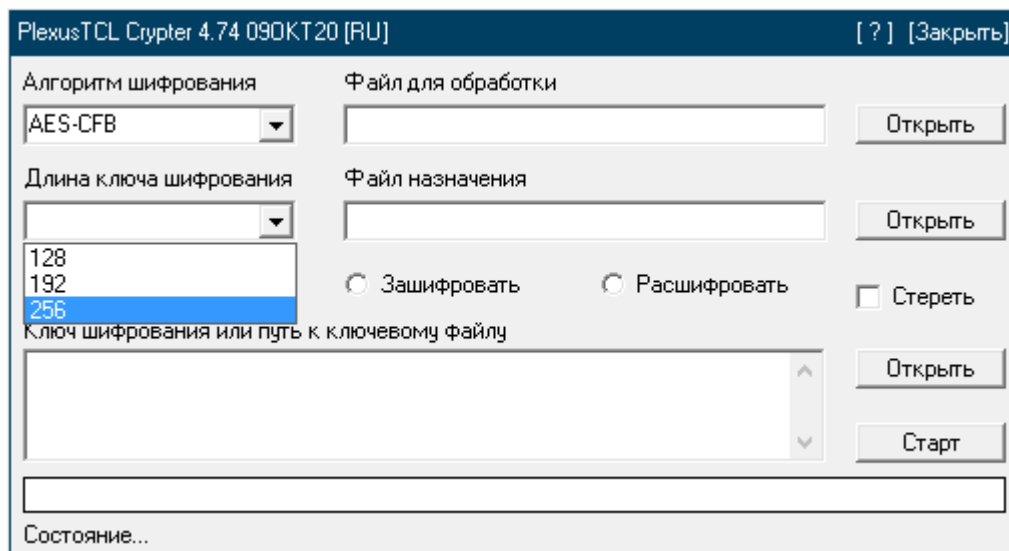 PlexusTCL Crypter 4.74 09OKT20 [RU] [ ? ] [Закрыть]
Алгоритм шифрования Файл для обработки
AES-CFB Открыть
Длина ключа шифрования Файл назначения
Открыть
128
192 Зашифровать Расшифровать Стереть
256
Ключ шифрования или путь к ключевому файлу
Открыть
Старт
Состояние...